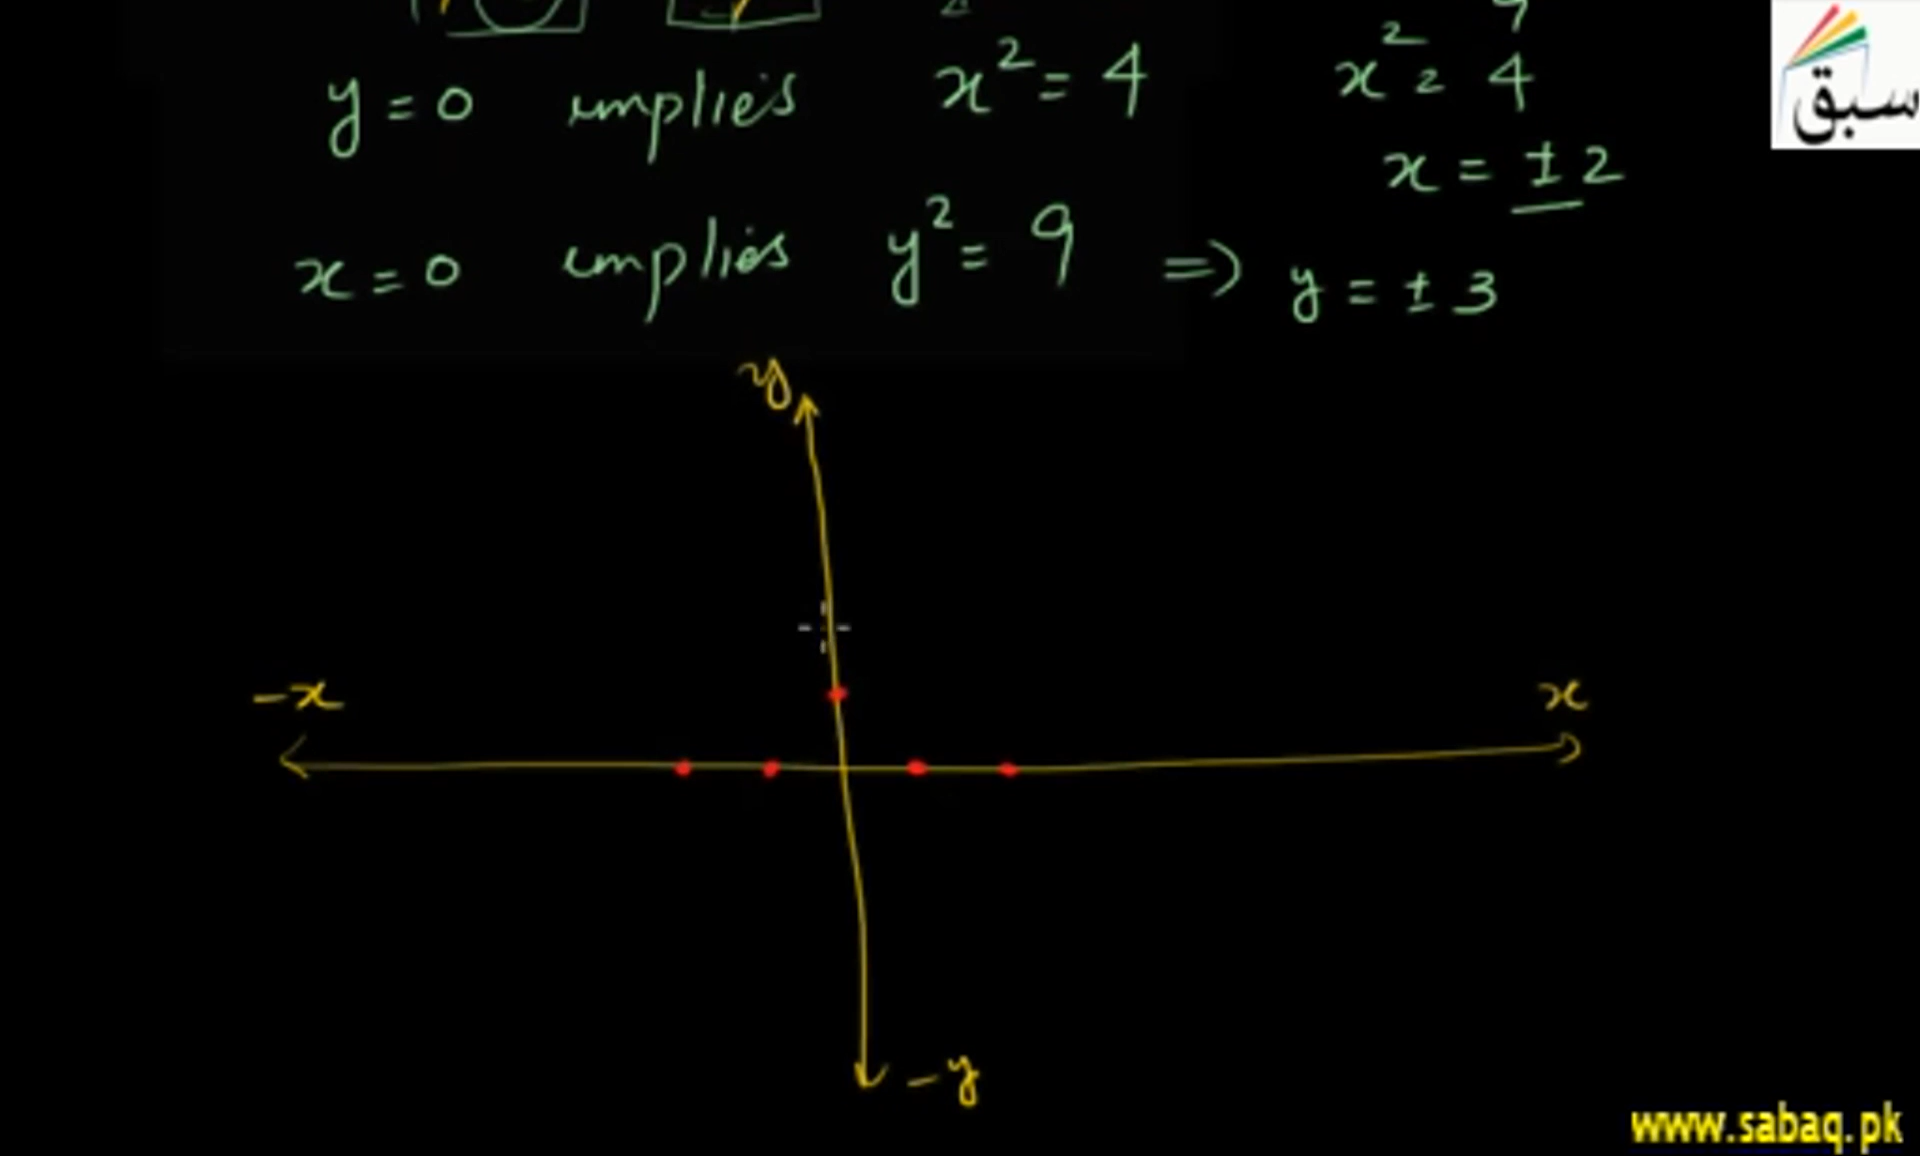 y = 0 implies x² = 4
x² = 4
x = ±2
x = 0 implies y² = 9 ⇒ y = ± 3
y
-x
x
-y
سبق
www.sabaq.pk